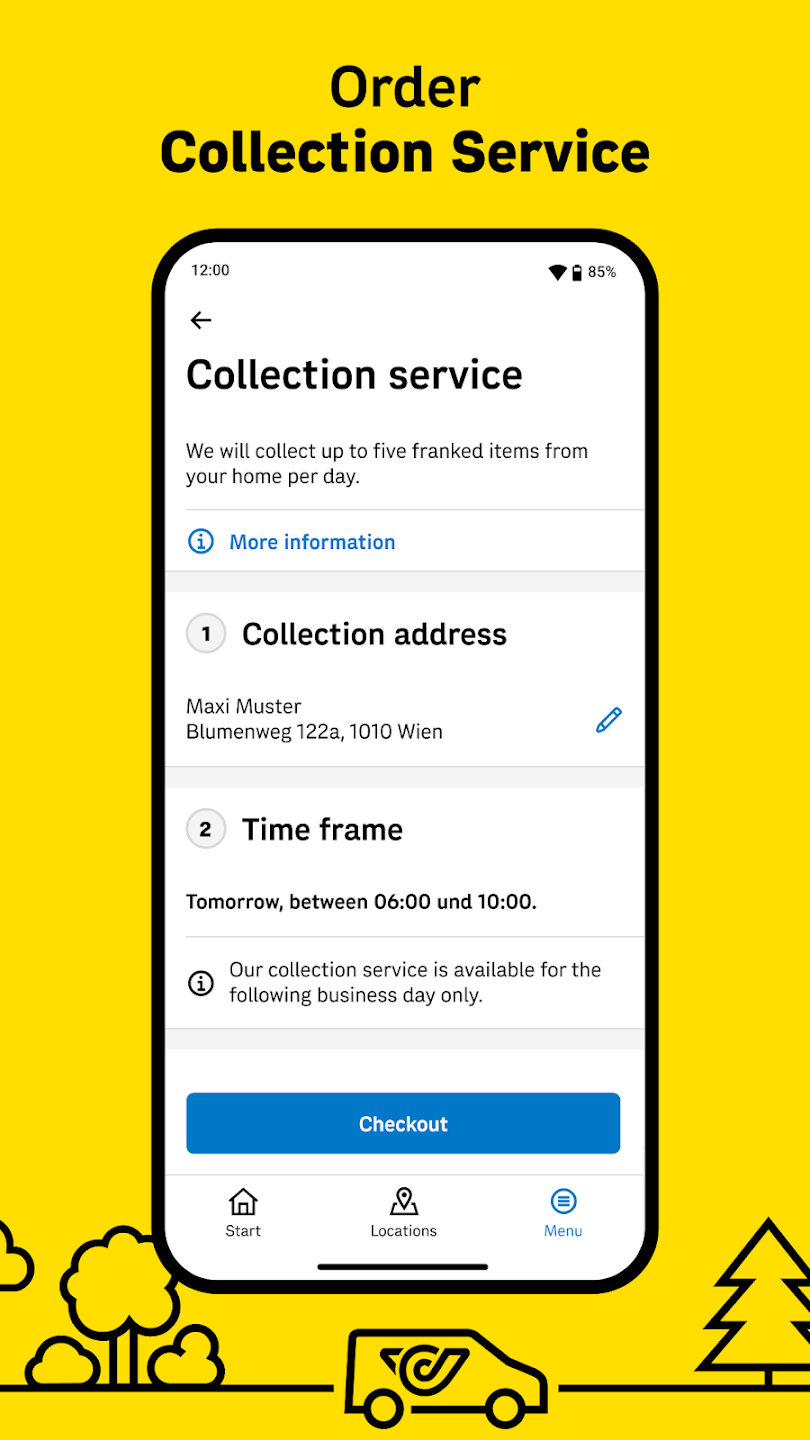 Order
Collection Service
12:00
85%
Collection service
We will collect up to five franked items from
your home per day.
More information
1
Collection address
Maxi Muster
Blumenweg 122a, 1010 Wien
2
Time frame
Tomorrow, between 06:00 und 10:00.
Our collection service is available for the
following business day only.
Checkout
Start
Locations
Menu